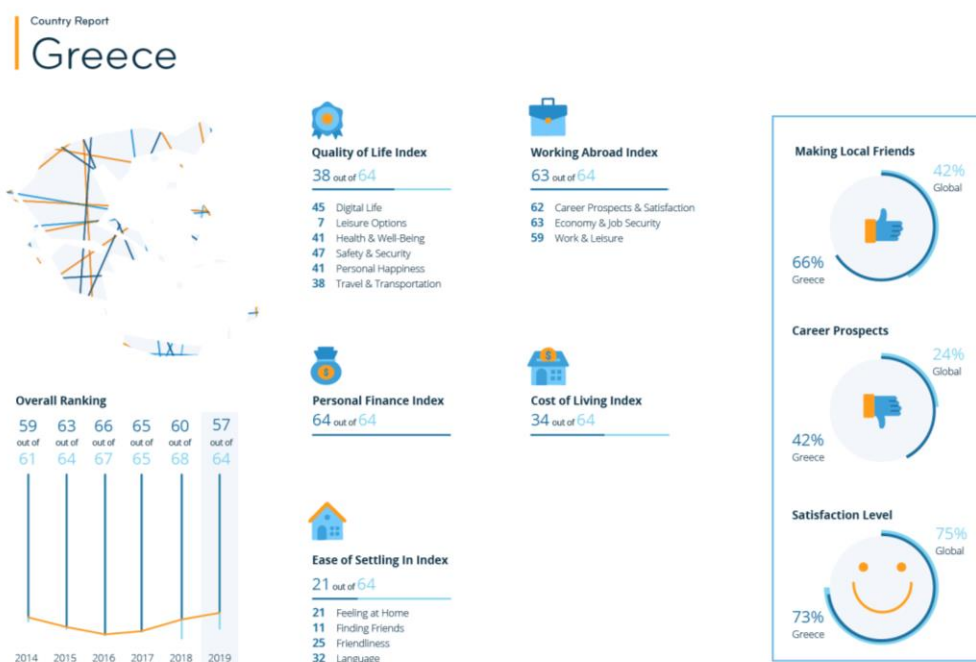 Country Report
Greece
Quality of Life Index
38 out of 64
45 Digital Life
7 Leisure Options
41 Health & Well-Being
47 Safety & Security
41 Personal Happiness
38 Travel & Transportation
Working Abroad Index
63 out of 64
62 Career Prospects & Satisfaction
63 Economy & Job Security
59 Work & Leisure
Personal Finance Index
64 out of 64
Cost of Living Index
34 out of 64
Ease of Settling In Index
21 out of 64
21 Feeling at Home
11 Finding Friends
25 Friendliness
32 Language
Overall Ranking
59 63 66 65 60 57
out of out of out of out of out of out of
61 64 67 65 68 64
2014 2015 2016 2017 2018 2019
Making Local Friends
42%
Global
66%
Greece
Career Prospects
24%
Global
42%
Greece
Satisfaction Level
75%
Global
73%
Greece